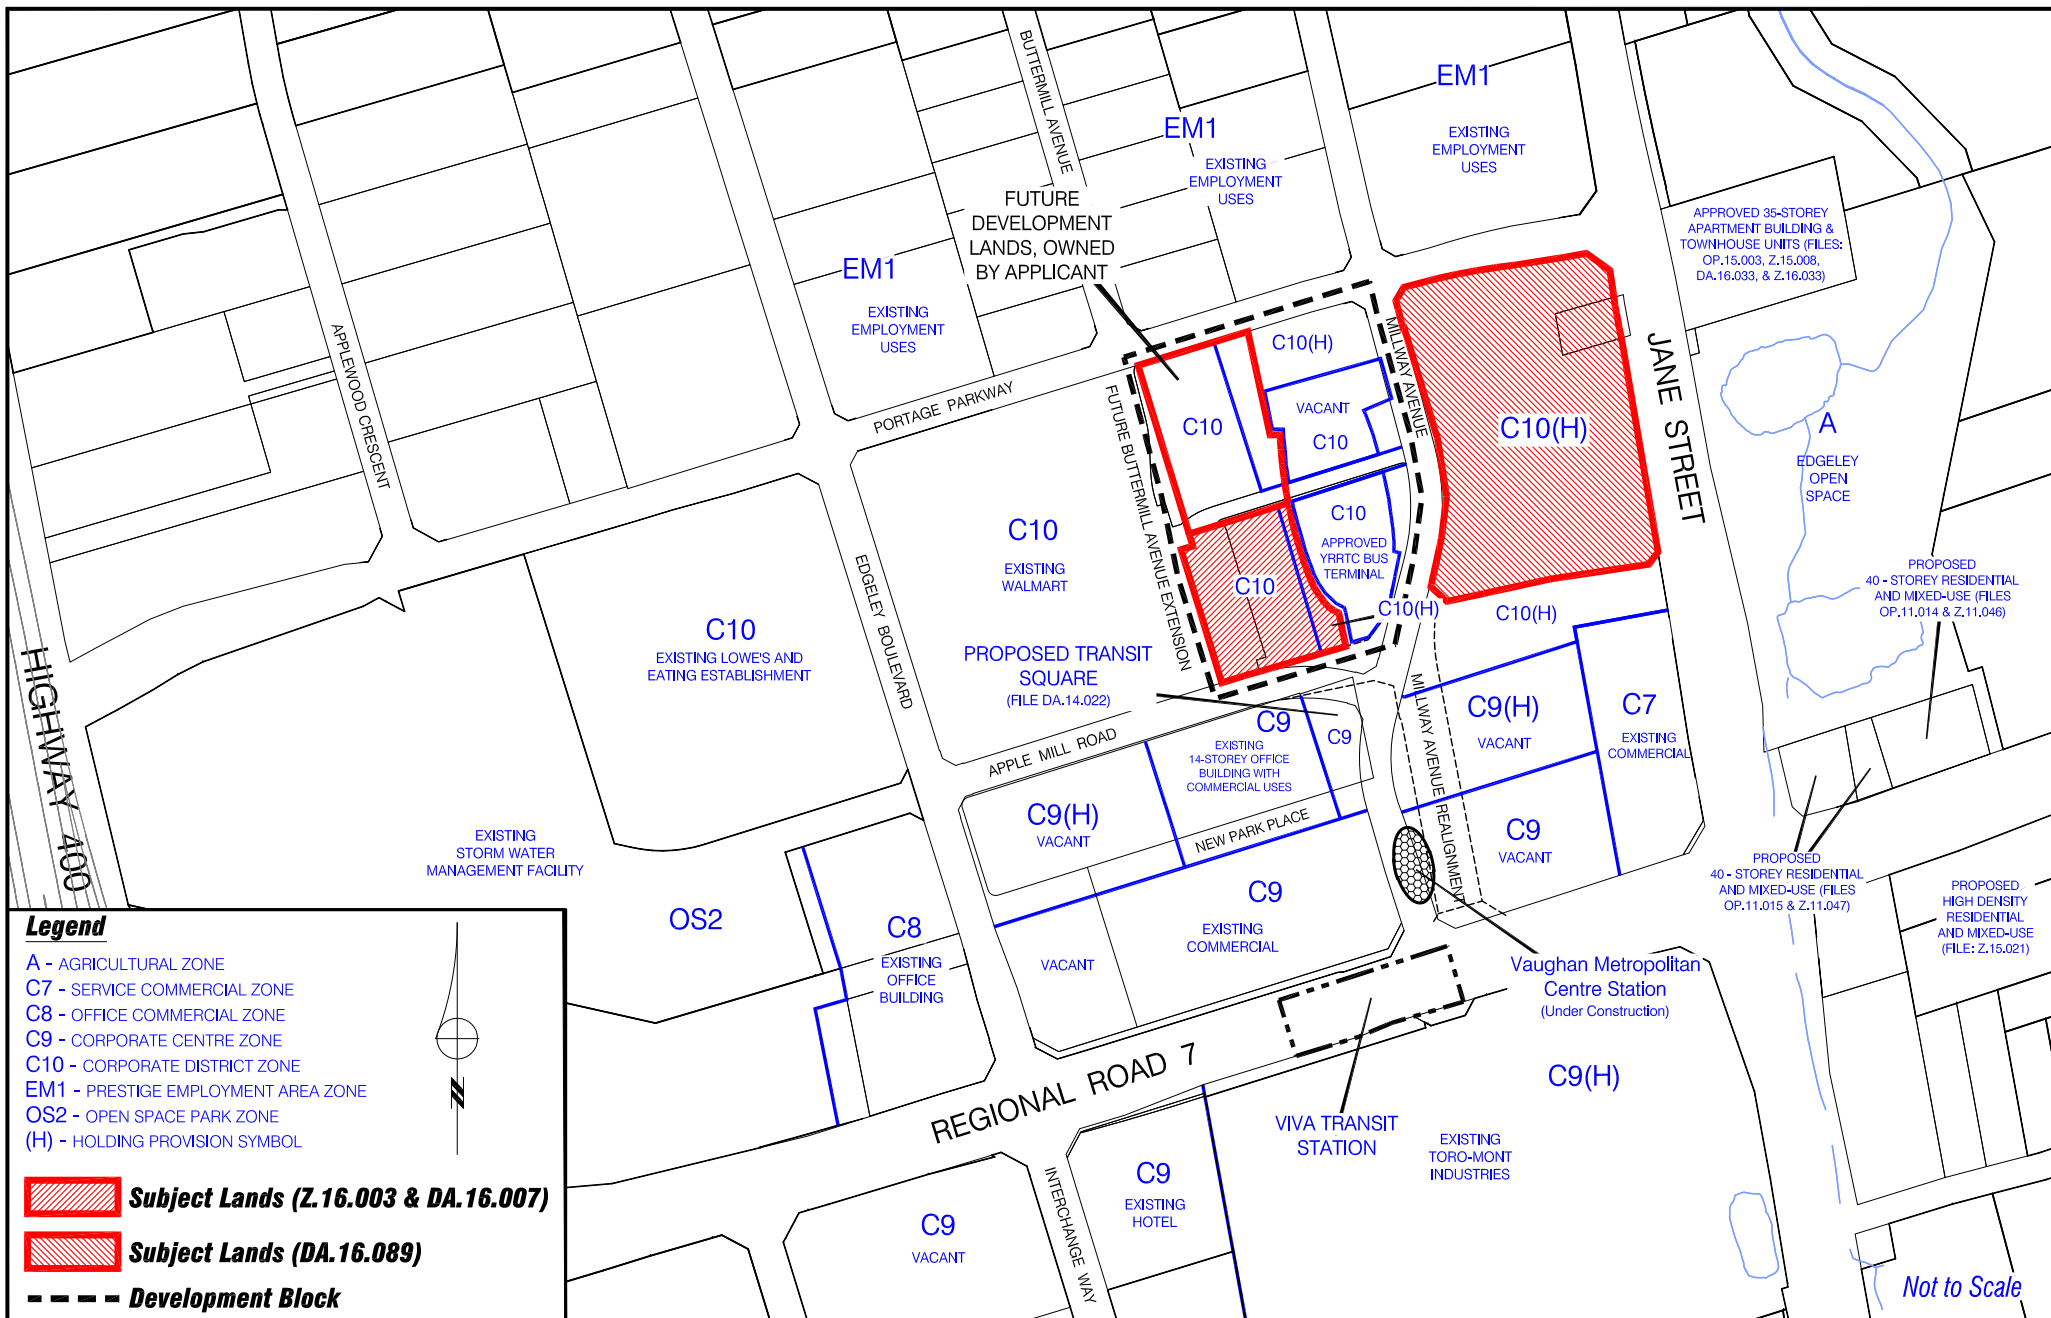 BUTTERMILL AVENUE
EM1
EXISTING
EMPLOYMENT
USES
EM1
EXISTING
EMPLOYMENT
USES
FUTURE
DEVELOPMENT
LANDS, OWNED
BY APPLICANT
EM1
EXISTING
EMPLOYMENT
USES
APPROVED 35-STOREY
APARTMENT BUILDING &
TOWNHOUSE UNITS (FILES:
OP.15.003, Z.15.008,
DA.16.033, & Z.16.033)
APPLEWOOD CRESCENT
PORTAGE PARKWAY
FUTURE BUTTERMILL AVENUE EXTENSION
C10(H)
MILLWAY AVENUE
VACANT
C10
C10
C10(H)
JANE STREET
A
EDGELEY
OPEN
SPACE
C10
EXISTING
WALMART
C10
APPROVED
YRRTC BUS
TERMINAL
C10
C10(H)
C10(H)
PROPOSED
40 - STOREY RESIDENTIAL
AND MIXED-USE (FILES
OP.11.014 & Z.11.046)
EDGELEY BOULEVARD
C10
EXISTING LOWE'S AND
EATING ESTABLISHMENT
PROPOSED TRANSIT
SQUARE
(FILE DA.14.022)
HIGHWAY 400
APPLE MILL ROAD
C9
EXISTING
14-STOREY OFFICE
BUILDING WITH
COMMERCIAL USES
C9
MILLWAY AVENUE REALIGNMENT
C9(H)
VACANT
C7
EXISTING
COMMERCIAL
C9(H)
VACANT
NEW PARK PLACE
C9
VACANT
EXISTING
STORM WATER
MANAGEMENT FACILITY
OS2
C8
EXISTING
OFFICE
BUILDING
C9
EXISTING
COMMERCIAL
VACANT
PROPOSED
40 - STOREY RESIDENTIAL
AND MIXED-USE (FILES
OP.11.015 & Z.11.047)
PROPOSED
HIGH DENSITY
RESIDENTIAL
AND MIXED-USE
(FILE: Z.15.021)
Vaughan Metropolitan
Centre Station
(Under Construction)
REGIONAL ROAD 7
VIVA TRANSIT
STATION
C9(H)
EXISTING
TORO-MONT
INDUSTRIES
C9
EXISTING
HOTEL
INTERCHANGE WAY
C9
VACANT
Legend
A - AGRICULTURAL ZONE
C7 - SERVICE COMMERCIAL ZONE
C8 - OFFICE COMMERCIAL ZONE
C9 - CORPORATE CENTRE ZONE
C10 - CORPORATE DISTRICT ZONE
EM1 - PRESTIGE EMPLOYMENT AREA ZONE
OS2 - OPEN SPACE PARK ZONE
(H) - HOLDING PROVISION SYMBOL
N
Subject Lands (Z.16.003 & DA.16.007)
Subject Lands (DA.16.089)
Development Block
Not to Scale